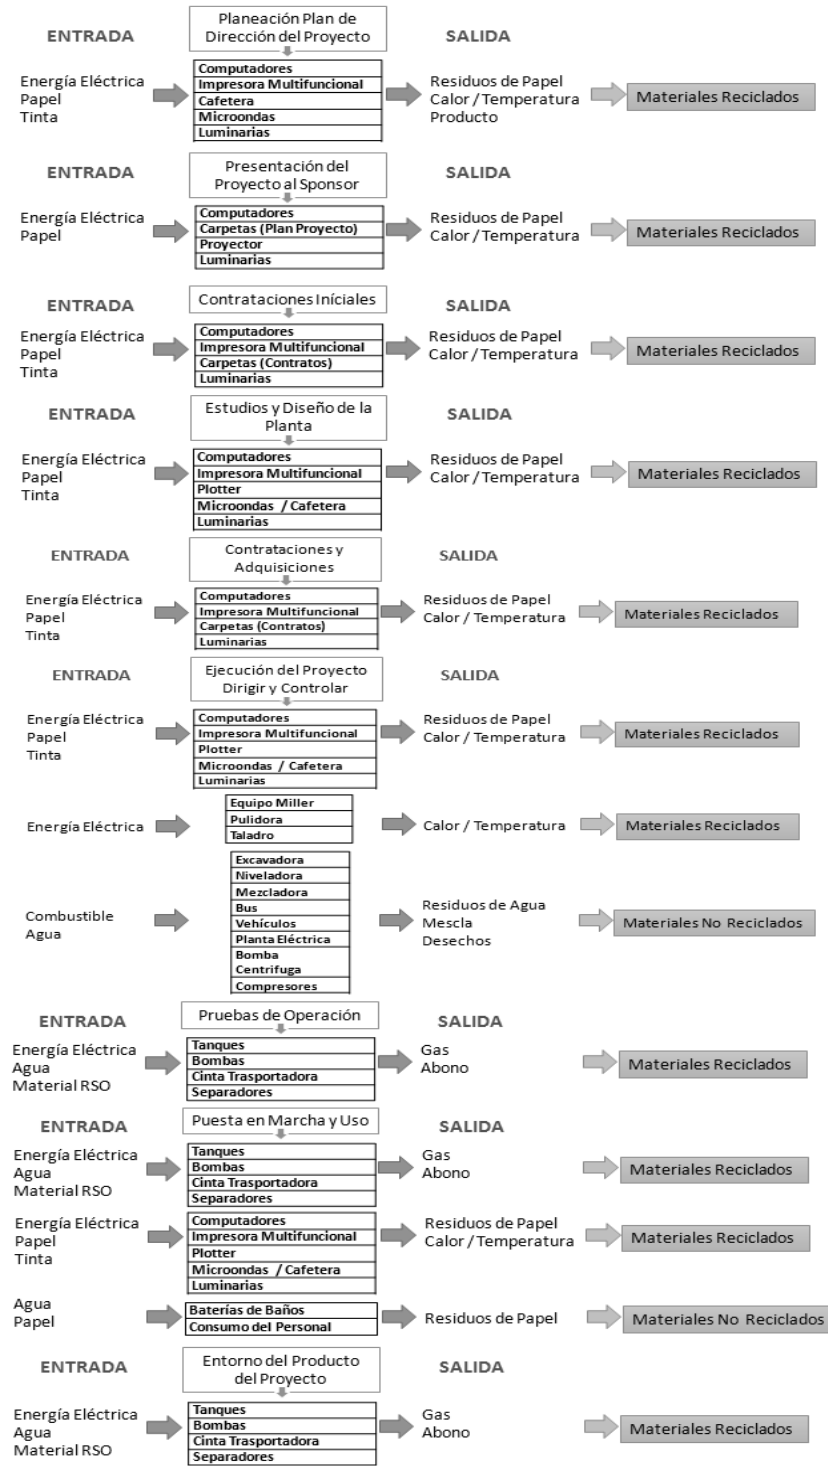 Planeación Plan de
Dirección del Proyecto
ENTRADA
SALIDA
Energía Eléctrica
Papel
Tinta
Computadores
Impresora Multifuncional
Cafetera
Microondas
Luminarias
Residuos de Papel
Calor / Temperatura
Producto
Materiales Reciclados
Presentación del
Proyecto al Sponsor
ENTRADA
SALIDA
Energía Eléctrica
Papel
Computadores
Carpetas (Plan Proyecto)
Proyector
Luminarias
Residuos de Papel
Calor / Temperatura
Materiales Reciclados
Contrataciones Iníciales
ENTRADA
SALIDA
Energía Eléctrica
Papel
Tinta
Computadores
Impresora Multifuncional
Carpetas (Contratos)
Luminarias
Residuos de Papel
Calor / Temperatura
Materiales Reciclados
Estudios y Diseño de la
Planta
ENTRADA
SALIDA
Energía Eléctrica
Papel
Tinta
Computadores
Impresora Multifuncional
Plotter
Microondas / Cafetera
Luminarias
Residuos de Papel
Calor / Temperatura
Materiales Reciclados
Contrataciones y
Adquisiciones
ENTRADA
SALIDA
Energía Eléctrica
Papel
Tinta
Computadores
Impresora Multifuncional
Carpetas (Contratos)
Luminarias
Residuos de Papel
Calor / Temperatura
Materiales Reciclados
Ejecución del Proyecto
Dirigir y Controlar
ENTRADA
SALIDA
Energía Eléctrica
Papel
Tinta
Computadores
Impresora Multifuncional
Plotter
Microondas / Cafetera
Luminarias
Residuos de Papel
Calor / Temperatura
Materiales Reciclados
Energía Eléctrica
Equipo Miller
Pulidora
Taladro
Calor / Temperatura
Materiales Reciclados
Combustible
Agua
Excavadora
Niveladora
Mezcladora
Bus
Vehículos
Planta Eléctrica
Bomba
Centrifuga
Compresores
Residuos de Agua
Mescla
Desechos
Materiales No Reciclados
Pruebas de Operación
ENTRADA
SALIDA
Energía Eléctrica
Agua
Material RSO
Tanques
Bombas
Cinta Trasportadora
Separadores
Gas
Abono
Materiales Reciclados
Puesta en Marcha y Uso
ENTRADA
SALIDA
Energía Eléctrica
Agua
Material RSO
Tanques
Bombas
Cinta Trasportadora
Separadores
Gas
Abono
Materiales Reciclados
Energía Eléctrica
Papel
Tinta
Computadores
Impresora Multifuncional
Plotter
Microondas / Cafetera
Luminarias
Residuos de Papel
Calor / Temperatura
Materiales Reciclados
Agua
Papel
Baterías de Baños
Consumo del Personal
Residuos de Papel
Materiales No Reciclados
Entorno del Producto
del Proyecto
ENTRADA
SALIDA
Energía Eléctrica
Agua
Material RSO
Tanques
Bombas
Cinta Trasportadora
Separadores
Gas
Abono
Materiales Reciclados